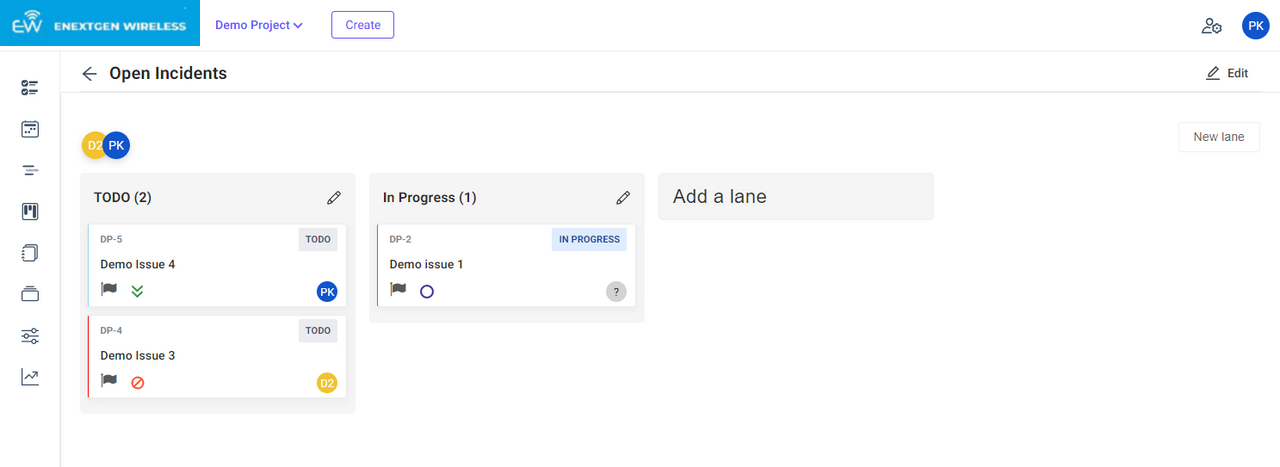 EW ENEXTGEN WIRELESS
Demo Project
Create
PK
Open Incidents
Edit
D2 PK
New lane
TODO (2)
DP-5 TODO
Demo Issue 4
PK
DP-4 TODO
Demo Issue 3
D2
In Progress (1)
DP-2 IN PROGRESS
Demo issue 1
?
Add a lane